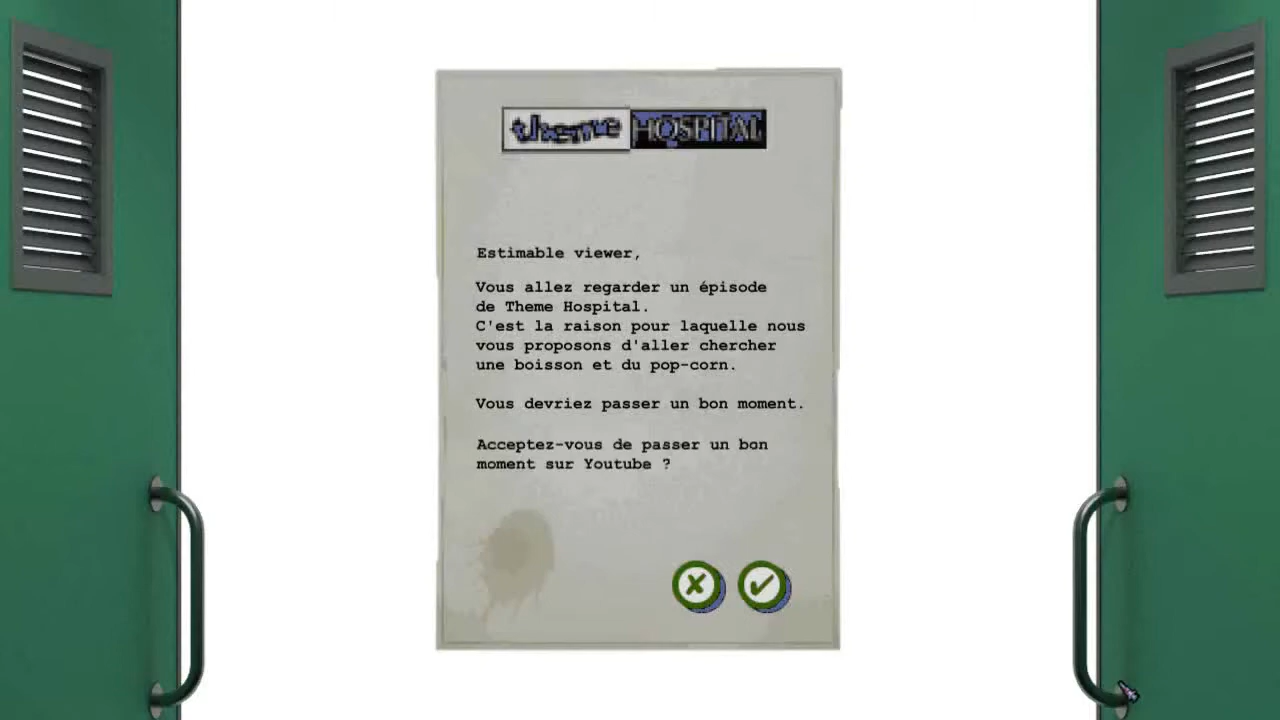 theme HOSPITAL
Estimable viewer,
Vous allez regarder un épisode
de Theme Hospital.
C'est la raison pour laquelle nous
vous proposons d'aller chercher
une boisson et du pop-corn.
Vous devriez passer un bon moment.
Acceptez-vous de passer un bon
moment sur Youtube ?